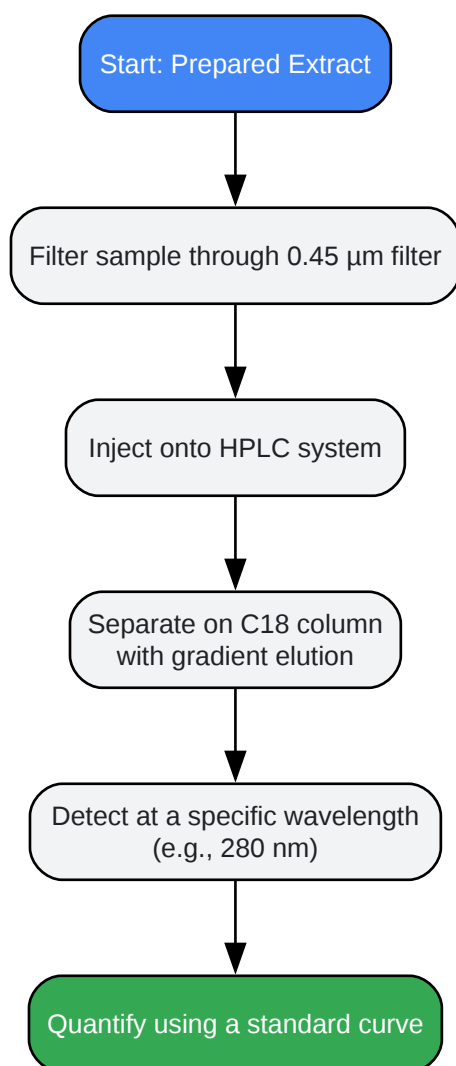 Start: Prepared Extract
Filter sample through 0.45 µm filter
Inject onto HPLC system
Separate on C18 column
with gradient elution
Detect at a specific wavelength
(e.g., 280 nm)
Quantify using a standard curve